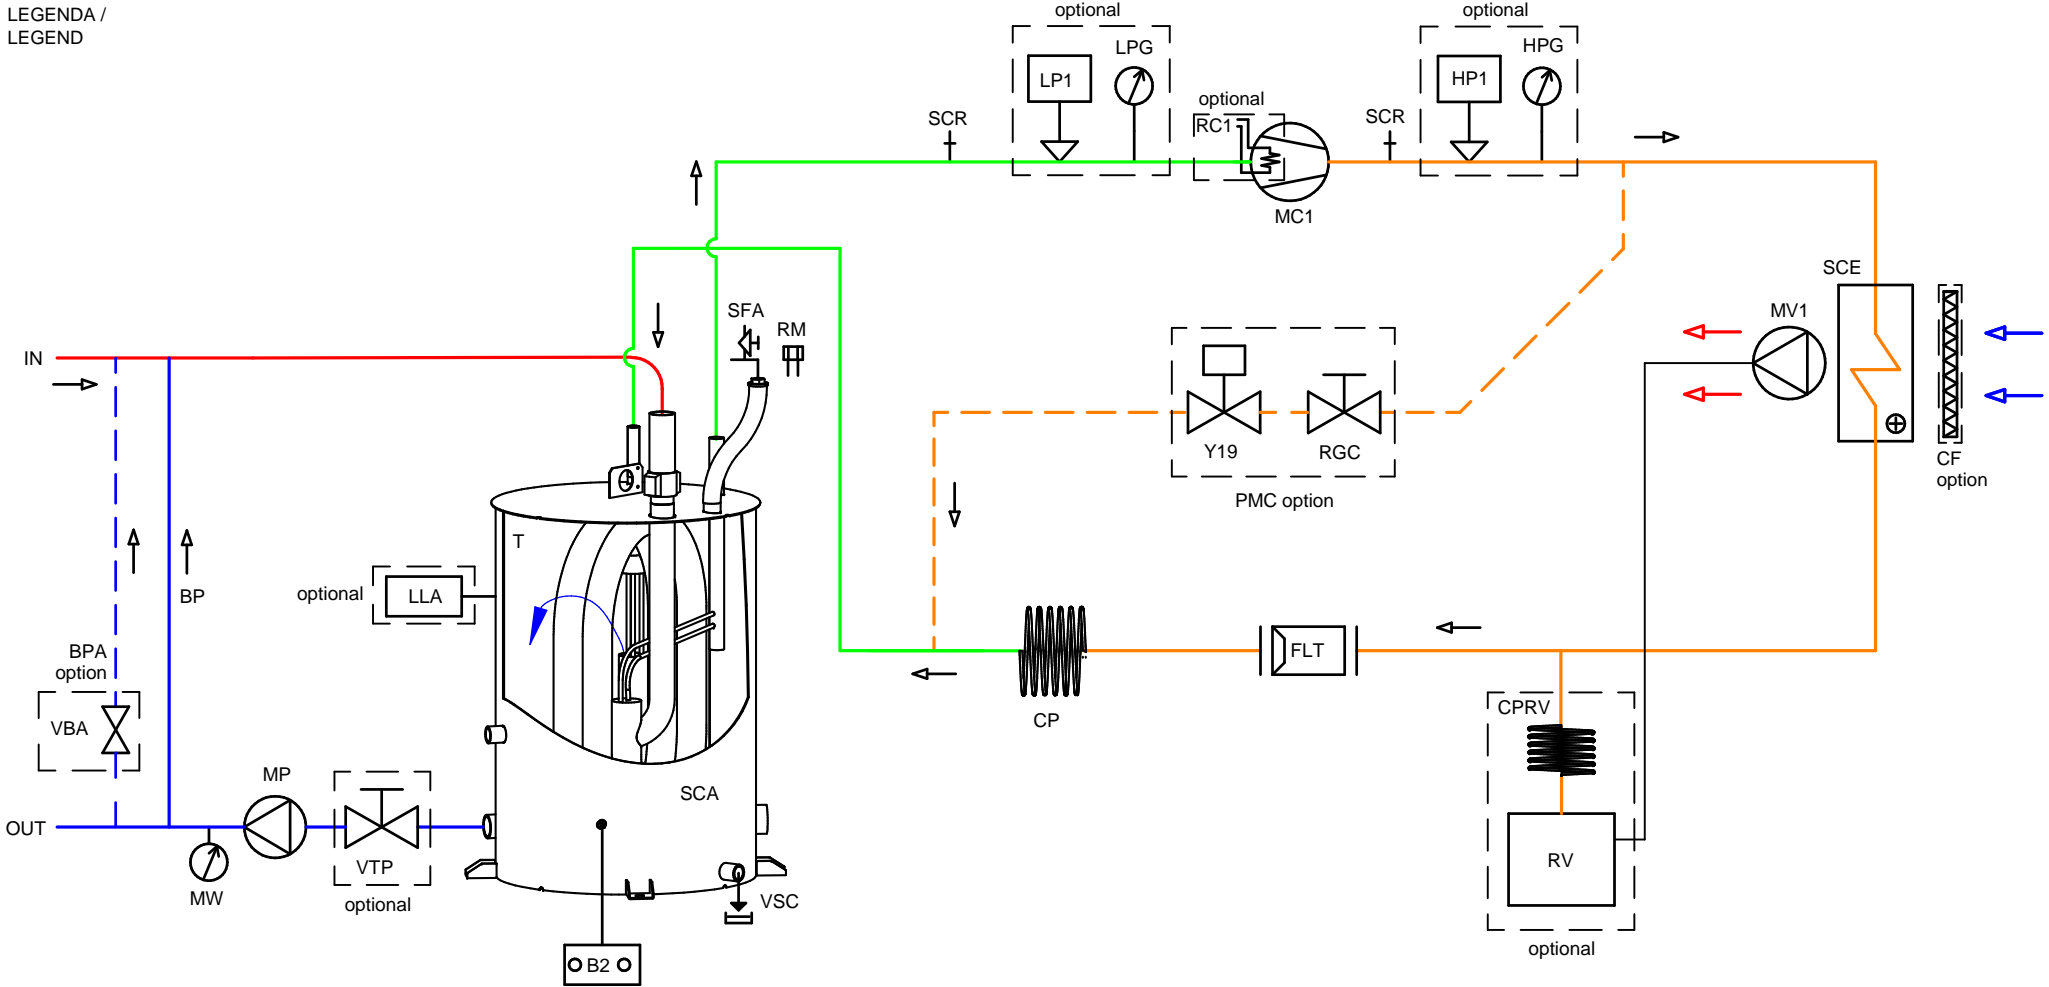 LEGENDA /
LEGEND
optional
optional
LPG
HPG
LP1
HP1
optional
SCR
RC1
SCR
MC1
SCE
SFA
RM
MV1
IN
Y19
RGC
CF
option
PMC option
T
optional
LLA
BP
BPA
option
FLT
CPRV
VBA
CP
MP
SCA
OUT
VTP
RV
MW
optional
VSC
optional
B2